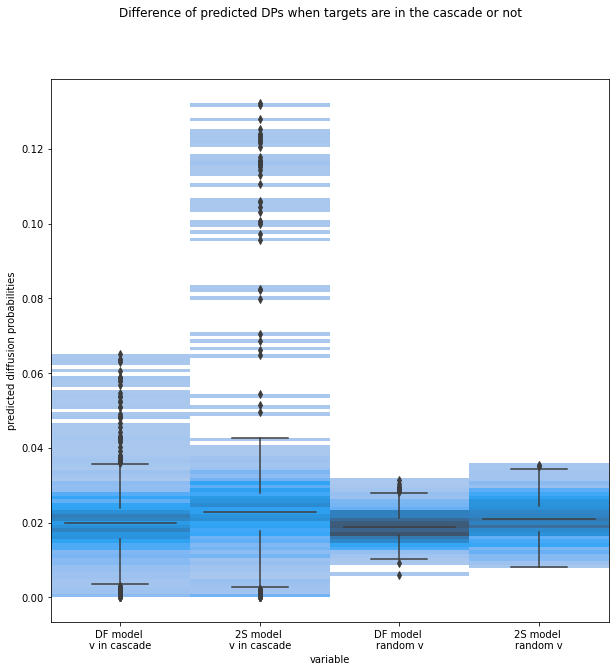 Difference of predicted DPs when targets are in the cascade or not
predicted diffusion probabilities
0.12
0.10
0.08
0.06
0.04
0.02
0.00
DF model
v in cascade
2S model
v in cascade
DF model
random v
2S model
random v
variable